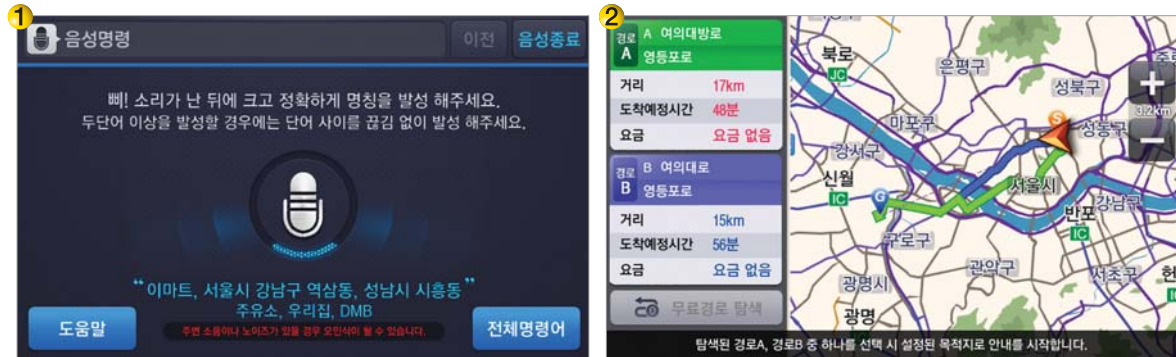 1
음성명령
이전
음성종료
삐! 소리가 난 뒤에 크고 정확하게 명칭을 발성 해주세요.
두단어 이상을 발성할 경우에는 단어 사이를 끊김 없이 발성 해주세요.
“이마트, 서울시 강남구 역삼동, 성남시 시흥동”
주유소, 우리집, DMB
주변 소음이나 노이즈가 있을 경우 오인식이 될 수 있습니다.
도움말
전체명령어
2
경로 A
A 여의대방로
영등포로
거리 17km
도착예정시간 48분
요금 요금 없음
경로 B
B 여의대로
영등포로
거리 15km
도착예정시간 56분
요금 요금 없음
무료경로 탐색
북로
JC
은평구
성북구
3.2km
마포구
S
성동구
강서구
신월
IC
G
서울시
강남구
반포
IC
구로구
관악구
서초구
현
광명시
광명
탐색된 경로A, 경로B 중 하나를 선택 시 설정된 목적지로 안내를 시작합니다.